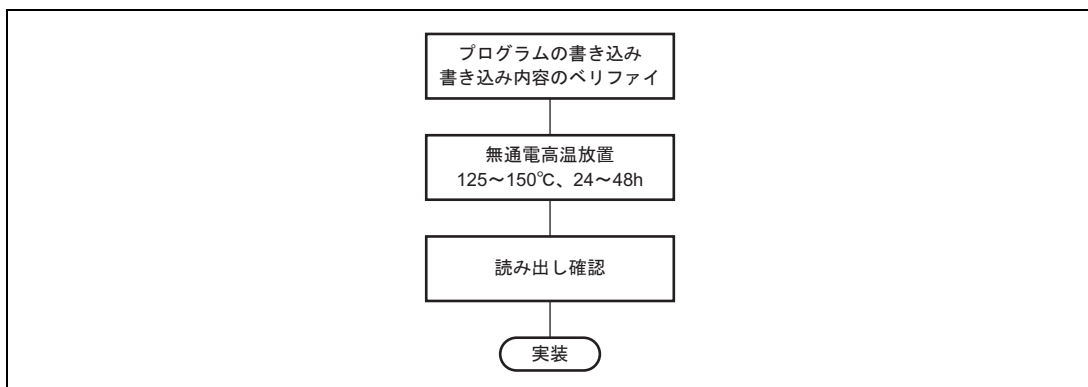 プログラムの書き込み
書き込み内容のベリファイ
無通電高温放置
125〜150℃、24〜48h
読み出し確認
実装